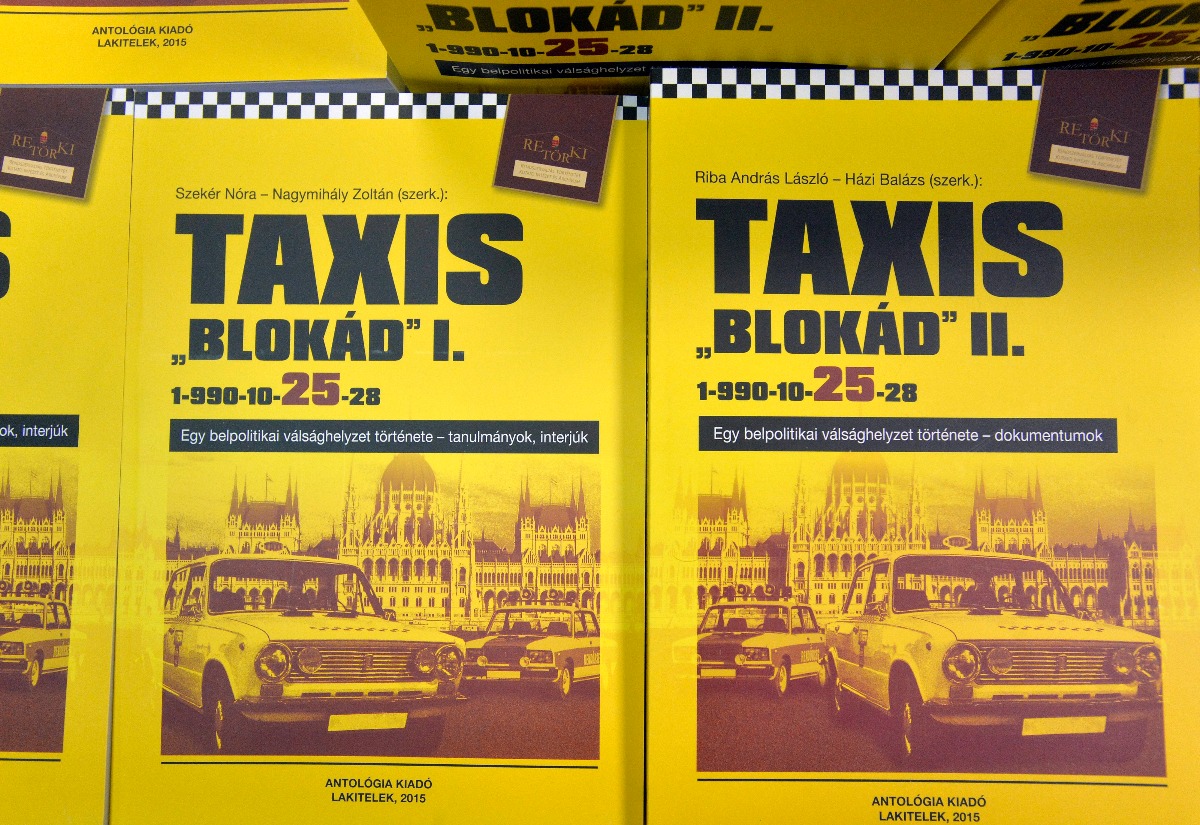 ANTOLÓGIA KIADÓ
LAKITELEK, 2015
„BLOKÁD” II.
1-990-10-25-28
Egy belpolitikai válsághelyzet
RETÖRKI
Szekér Nóra – Nagymihály Zoltán (szerk.):
TAXIS
„BLOKÁD” I.
1-990-10-25-28
Egy belpolitikai válsághelyzet története – tanulmányok, interjúk
ANTOLÓGIA KIADÓ
LAKITELEK, 2015
RETÖRKI
Riba András László – Házi Balázs (szerk.):
TAXIS
„BLOKÁD” II.
1-990-10-25-28
Egy belpolitikai válsághelyzet története – dokumentumok
ANTOLÓGIA KIADÓ
LAKITELEK, 2015
RETÖRKI
S
ok, interjúk